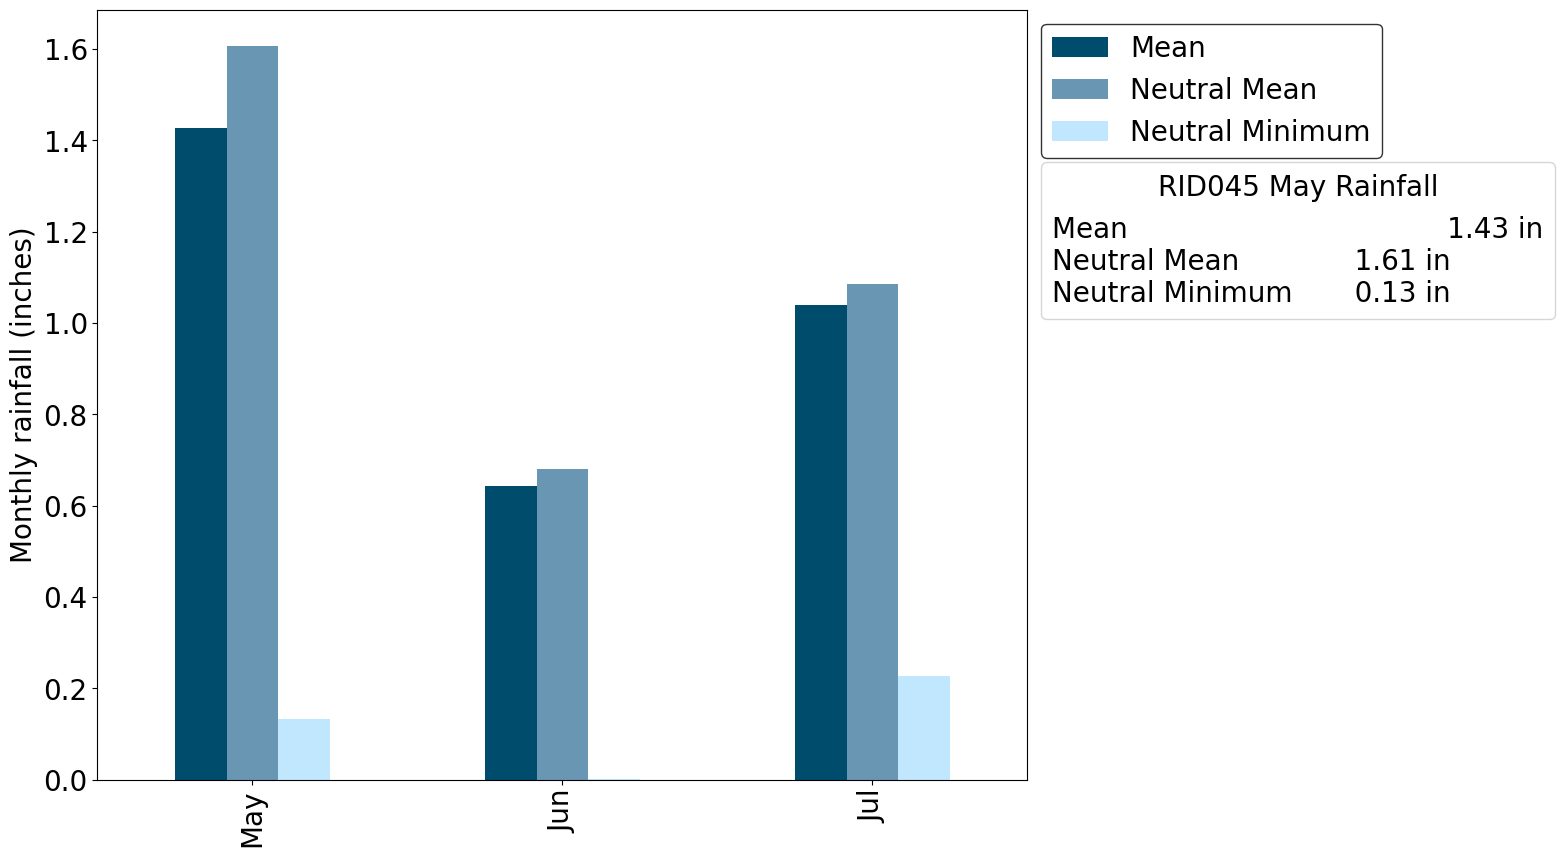 Monthly rainfall (inches)
1.6
1.4
1.2
1.0
0.8
0.6
0.4
0.2
0.0
May
Jun
Jul
Mean
Neutral Mean
Neutral Minimum
RID045 May Rainfall
Mean 1.43 in
Neutral Mean 1.61 in
Neutral Minimum 0.13 in